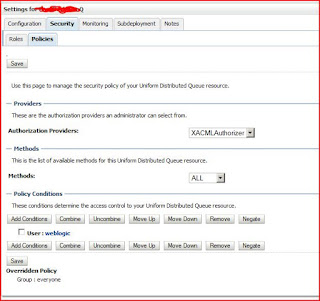 Settings for Q
Configuration Security Monitoring Subdeployment Notes
Roles Policies
Save
Use this page to manage the security policy of your Uniform Distributed Queue resource.
Providers
These are the authorization providers an administrator can select from.
Authorization Providers: XACMLAuthorizer
Methods
This is the list of available methods for this Uniform Distributed Queue resource.
Methods: ALL
Policy Conditions
These conditions determine the access control to your Uniform Distributed Queue resource.
Add Conditions Combine Uncombine Move Up Move Down Remove Negate
User : weblogic
Add Conditions Combine Uncombine Move Up Move Down Remove Negate
Save
Overridden Policy
Group : everyone